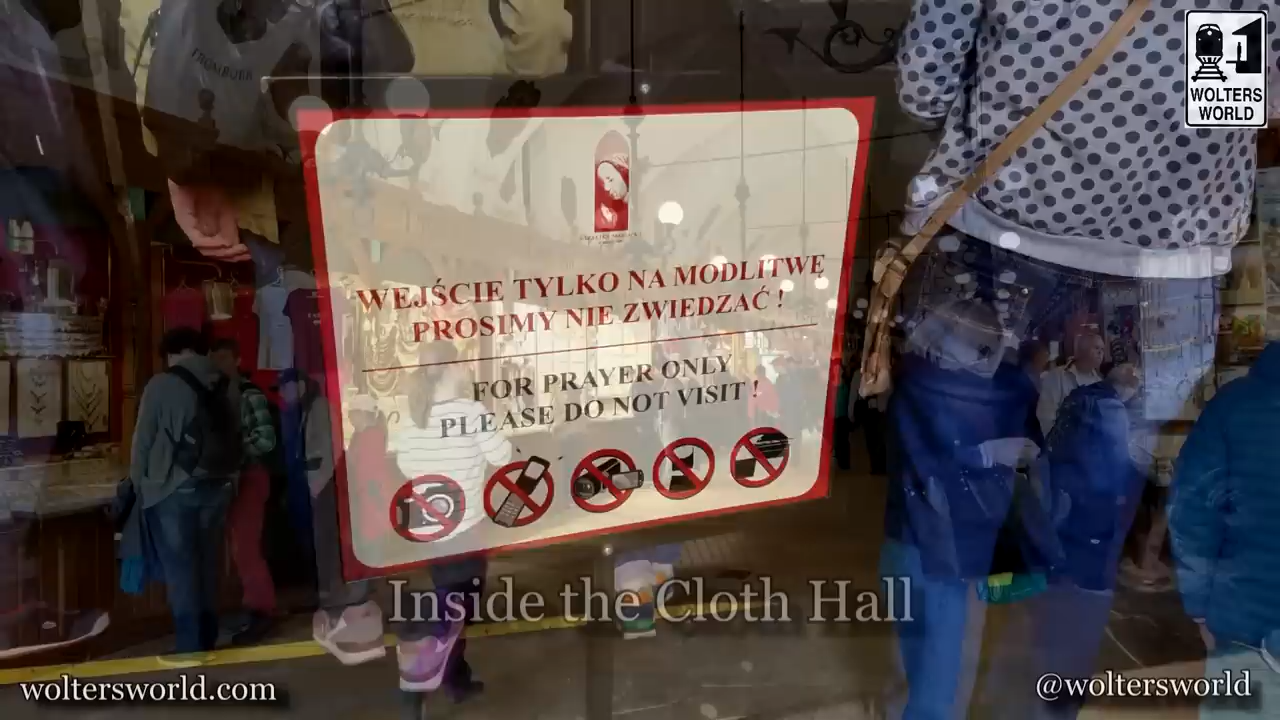 FROMBORK
WOLTERS
WORLD
WEJŚCIE TYLKO NA MODLITWĘ
PROSIMY NIE ZWIEDZAĆ !
FOR PRAYER ONLY
PLEASE DO NOT VISIT !
Inside the Cloth Hall
woltersworld.com
@woltersworld